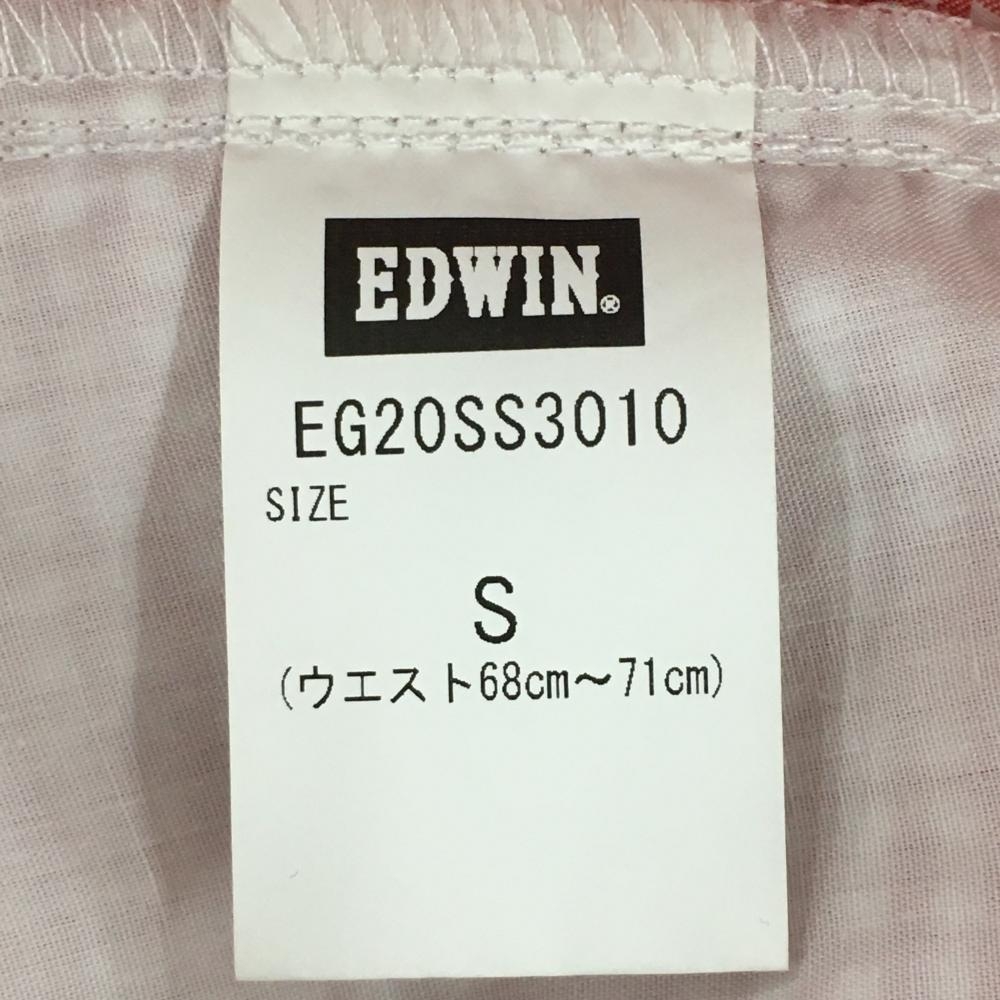 EDWIN®
EG20SS3010
SIZE
S
(ウエスト68cm～71cm)